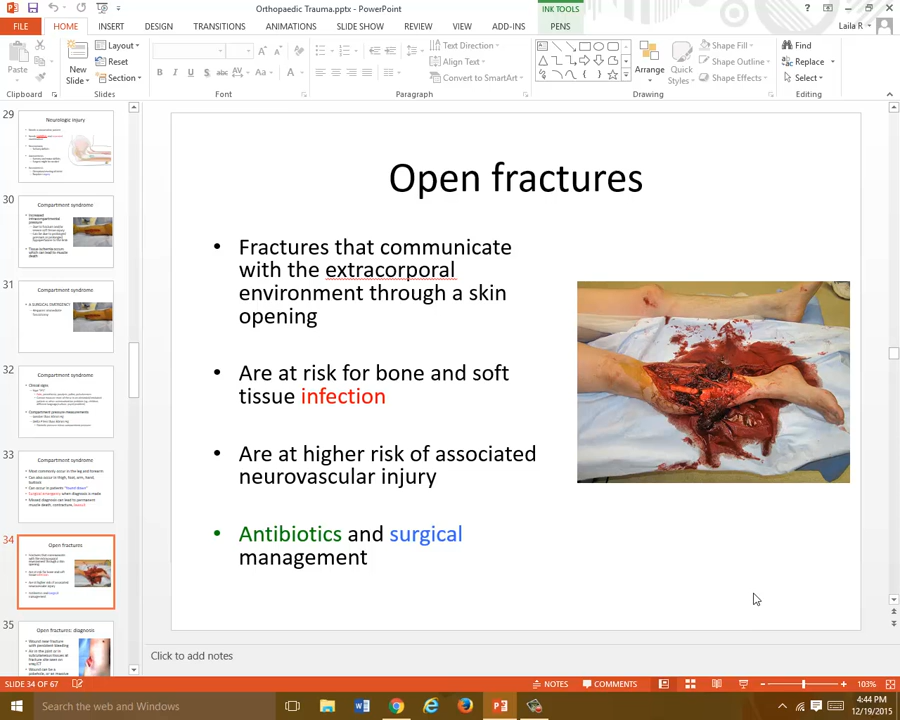 Orthopaedic Trauma.pptx - PowerPoint
INK TOOLS
FILE HOME INSERT DESIGN TRANSITIONS ANIMATIONS SLIDE SHOW REVIEW VIEW ADD-INS PENS
Laila R
Paste
New Slide
Layout
Reset
Section
Text Direction
Align Text
Convert to SmartArt
Arrange
Quick Styles
Shape Fill
Shape Outline
Shape Effects
Find
Replace
Select
Clipboard Slides Font Paragraph Drawing Editing
29
Neurologic injury
30
Compartment syndrome
31
Compartment syndrome
32
Compartment syndrome
33
Compartment syndrome
34
Open fractures
35
Open fractures: diagnosis
Open fractures
• Fractures that communicate
with the extracorporal
environment through a skin
opening
• Are at risk for bone and soft
tissue infection
• Are at higher risk of associated
neurovascular injury
• Antibiotics and surgical
management
Click to add notes
SLIDE 34 OF 67
NOTES
COMMENTS
103%
Search the web and Windows
4:44 PM
12/19/2015